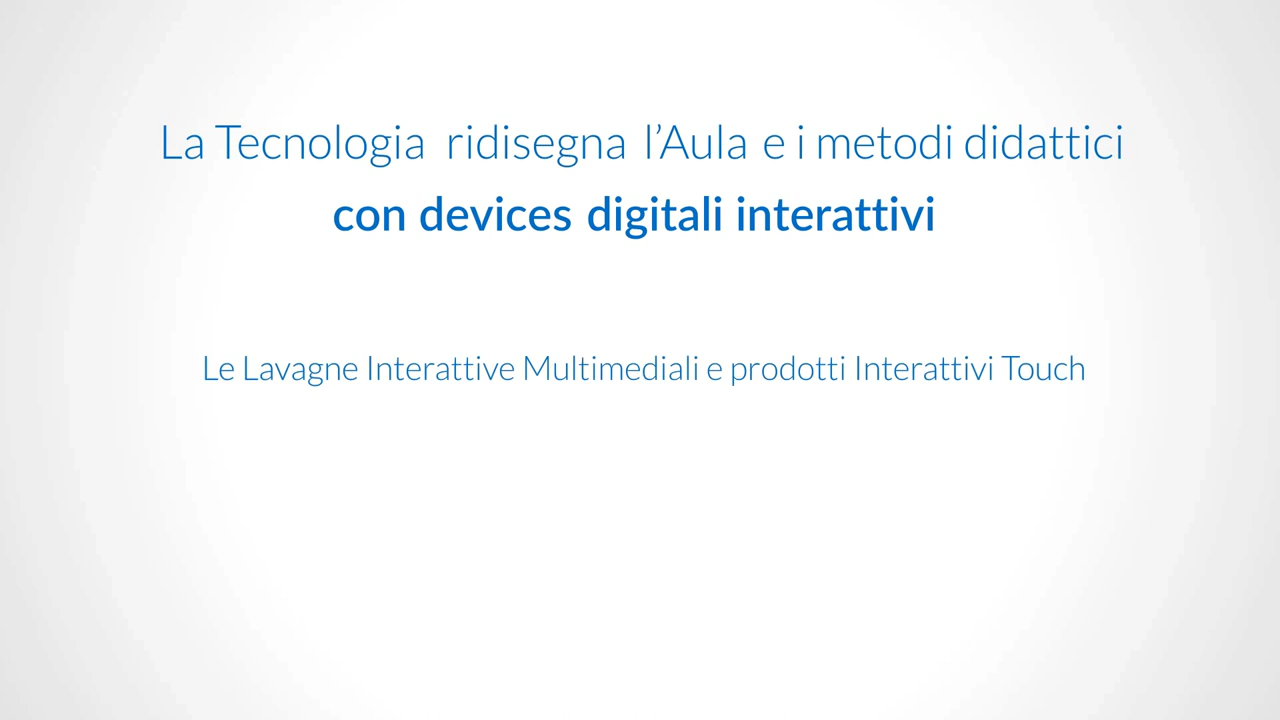 La Tecnologia ridisegna l’Aula e i metodi didattici
con devices digitali interattivi
Le Lavagne Interattive Multimediali e prodotti Interattivi Touch